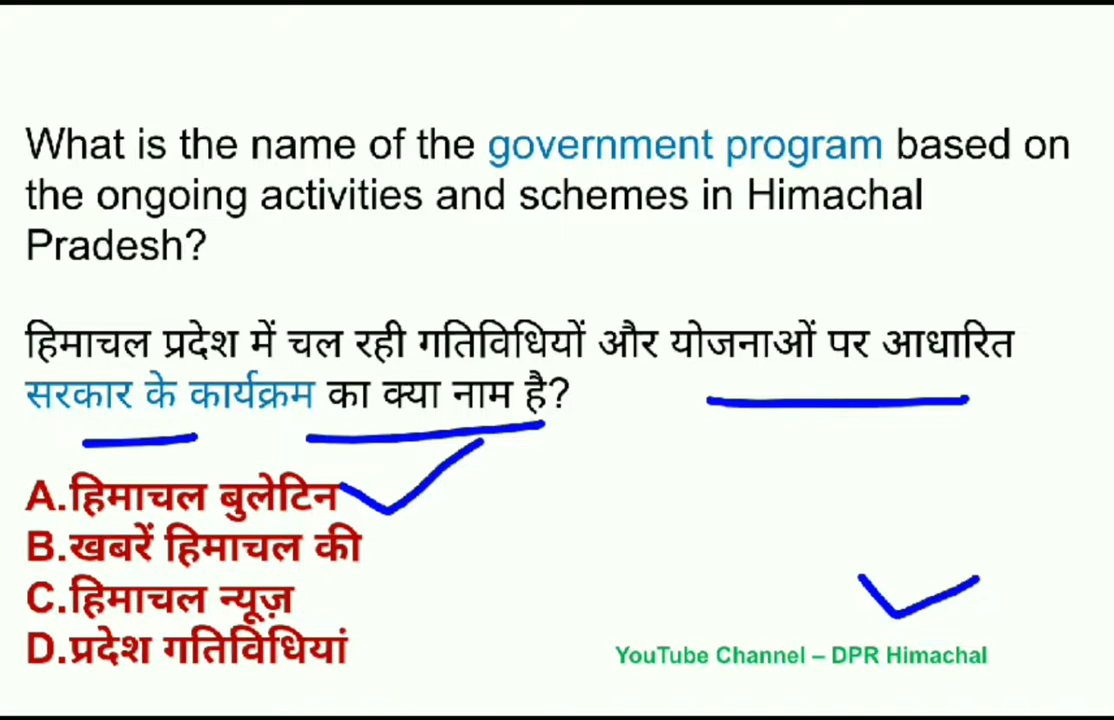 What is the name of the government program based on
the ongoing activities and schemes in Himachal
Pradesh?
हिमाचल प्रदेश में चल रही गतिविधियों और योजनाओं पर आधारित
सरकार के कार्यक्रम का क्या नाम है?
A.हिमाचल बुलेटिन
B.खबरें हिमाचल की
C.हिमाचल न्यूज़
D.प्रदेश गतिविधियां
YouTube Channel – DPR Himachal